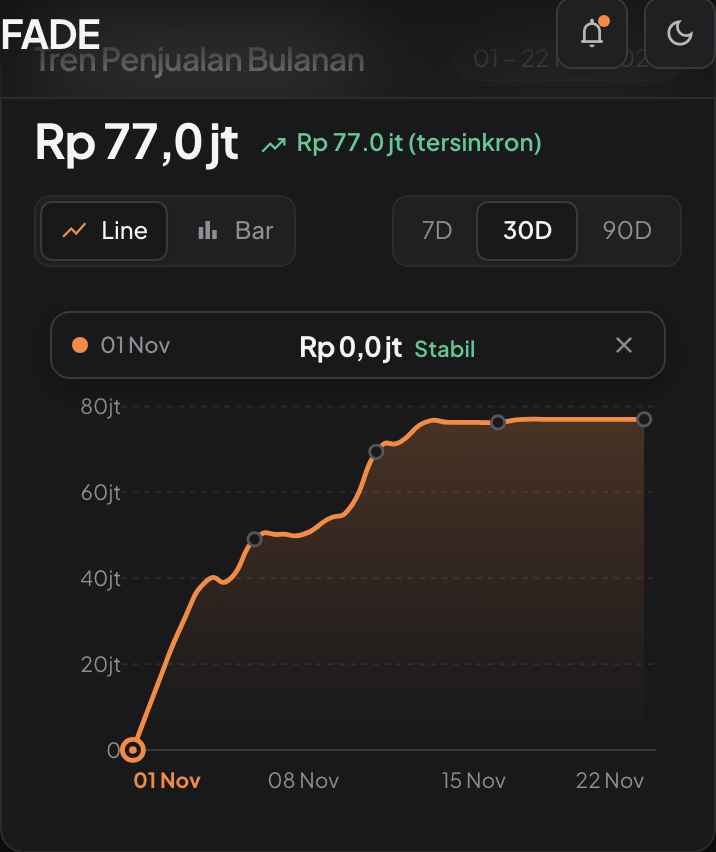 FADE
Tren Penjualan Bulanan
01 – 22
Rp 77,0 jt
Rp 77.0 jt (tersinkron)
Line
Bar
7D
30D
90D
01 Nov
Rp 0,0 jt
Stabil
80jt
60jt
40jt
20jt
0
01 Nov
08 Nov
15 Nov
22 Nov